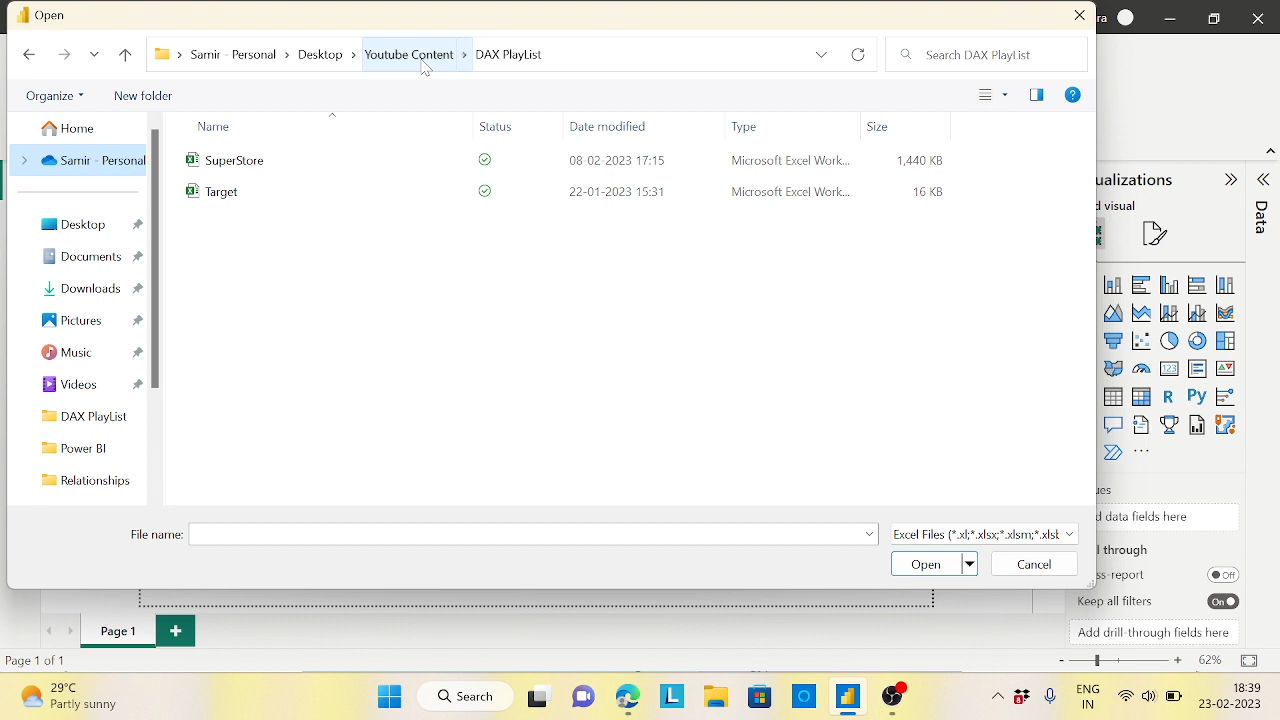 Open
ra
Samir - Personal > Desktop > Youtube Content > DAX PlayList
Search DAX PlayList
Organize
New folder
Home
Samir - Personal
Desktop
Documents
Downloads
Pictures
Music
Videos
DAX PlayList
Power BI
Relationships
Name Status Date modified Type Size
SuperStore 08-02-2023 17:15 Microsoft Excel Work... 1,440 KB
Target 22-01-2023 15:31 Microsoft Excel Work... 16 KB
File name:
Excel Files (*.xl;*.xlsx;*.xlsm;*.xlsb
Open
Cancel
ualizations
d visual
Data
123
R
Py
...
ues
d data fields here
l through
ss-report Off
Keep all filters On
Add drill-through fields here
Page 1
+
Page 1 of 1
- + 62%
29°C
Partly sunny
Search
L
O
ENG
IN
18:39
23-02-2023